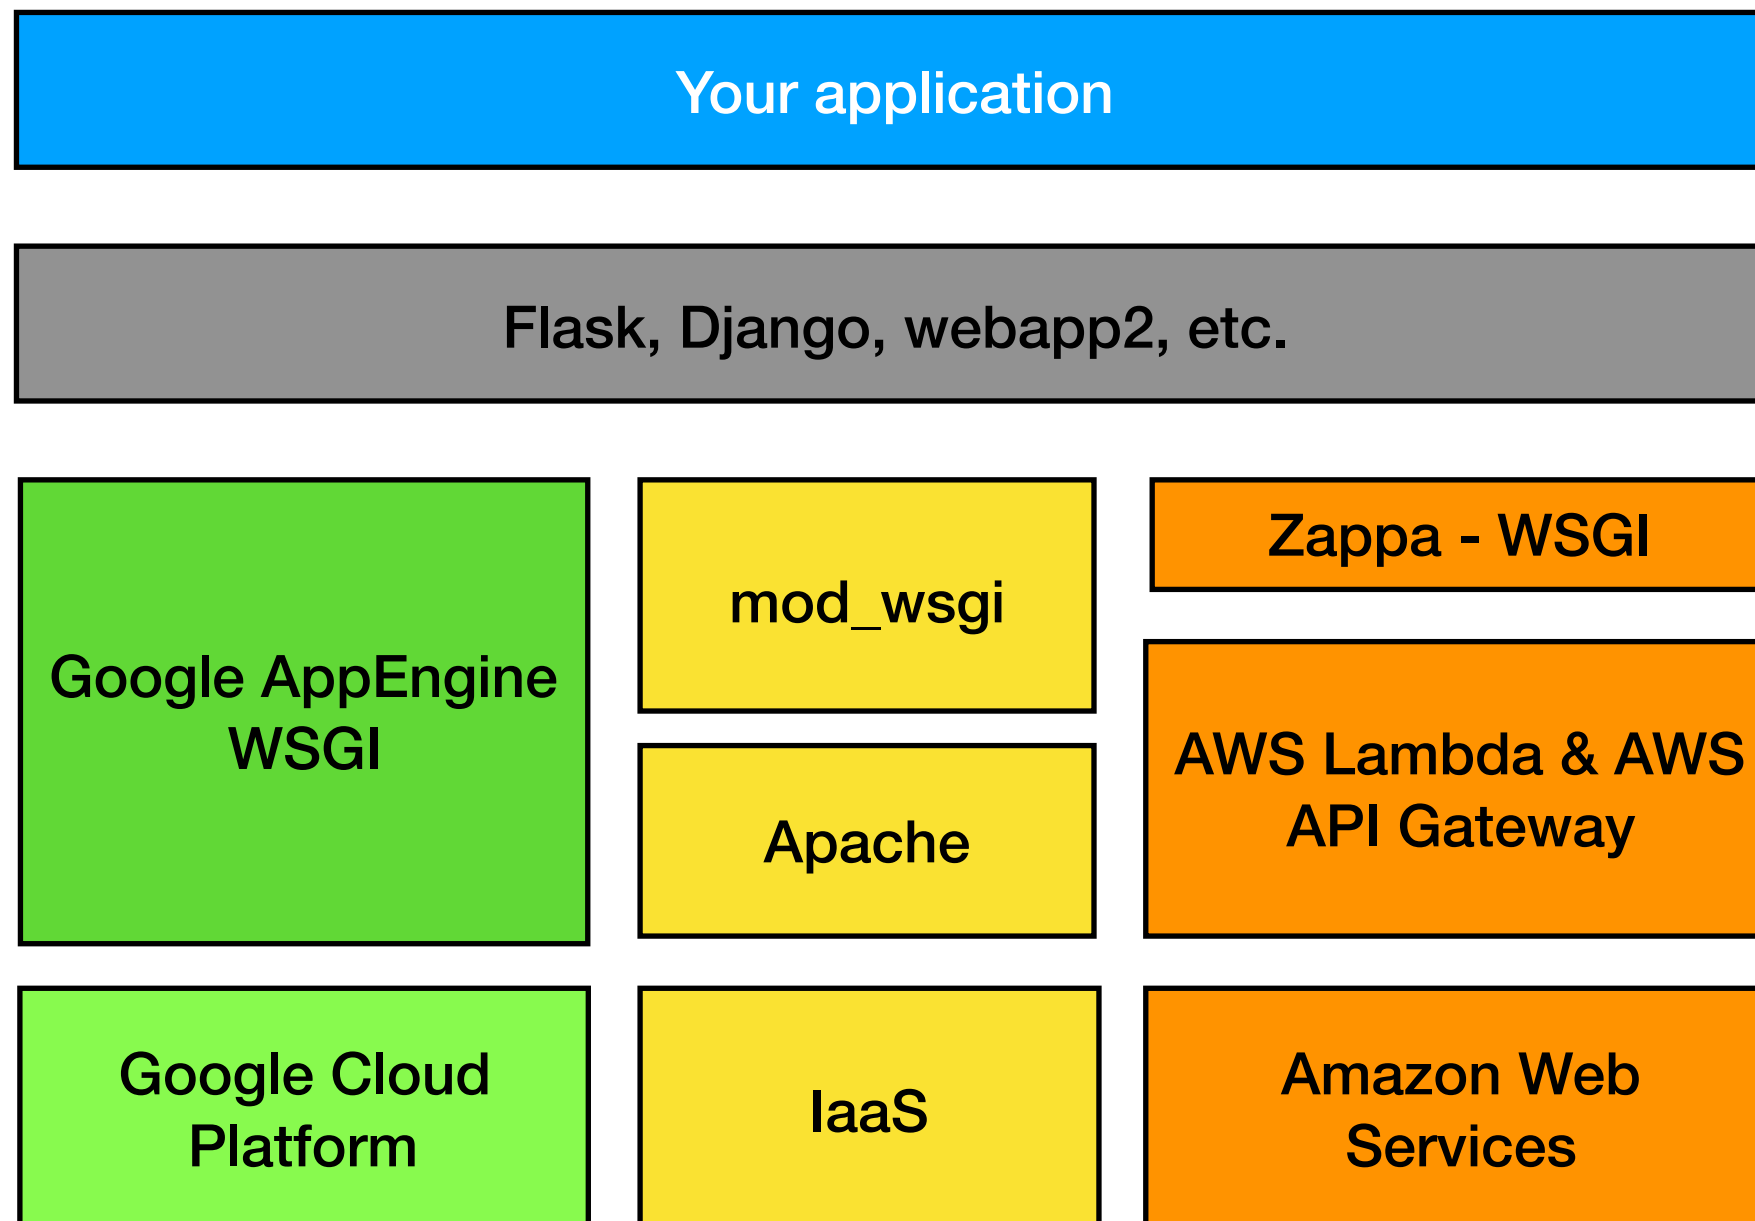 Your application
Flask, Django, webapp2, etc.
Google AppEngine
WSGI
mod_wsgi
Apache
Zappa - WSGI
AWS Lambda & AWS
API Gateway
Google Cloud
Platform
IaaS
Amazon Web
Services